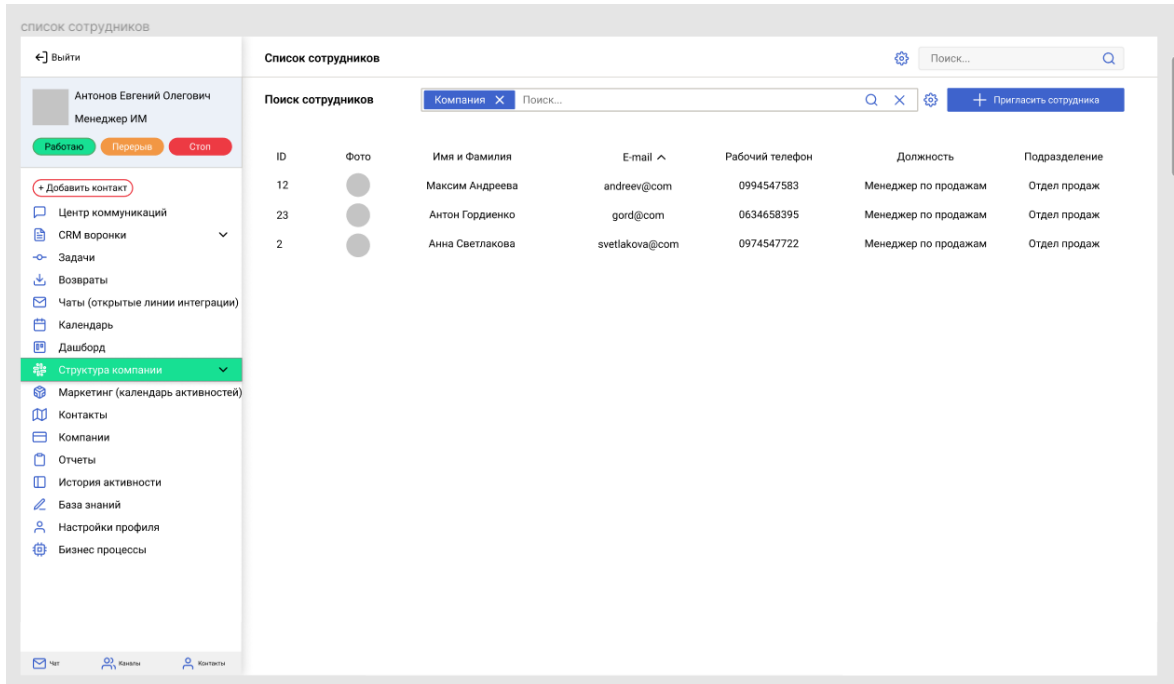 список сотрудников
Выйти
Список сотрудников
Поиск...
Антонов Евгений Олегович
Менеджер ИМ
Работаю Перерыв Стоп
Поиск сотрудников
Компания Поиск...
+ Пригласить сотрудника
ID Фото Имя и Фамилия E-mail Рабочий телефон Должность Подразделение
12 Максим Андреева andreev@com 0994547583 Менеджер по продажам Отдел продаж
23 Антон Гордиенко gord@com 0634658395 Менеджер по продажам Отдел продаж
2 Анна Светлакова svetlakova@com 0974547722 Менеджер по продажам Отдел продаж
+ Добавить контакт
Центр коммуникаций
CRM воронки
Задачи
Возвраты
Чаты (открытые линии интеграции)
Календарь
Дашборд
Структура компании
Маркетинг (календарь активностей)
Контакты
Компании
Отчеты
История активности
База знаний
Настройки профиля
Бизнес процессы
Чат Каналы Контакты